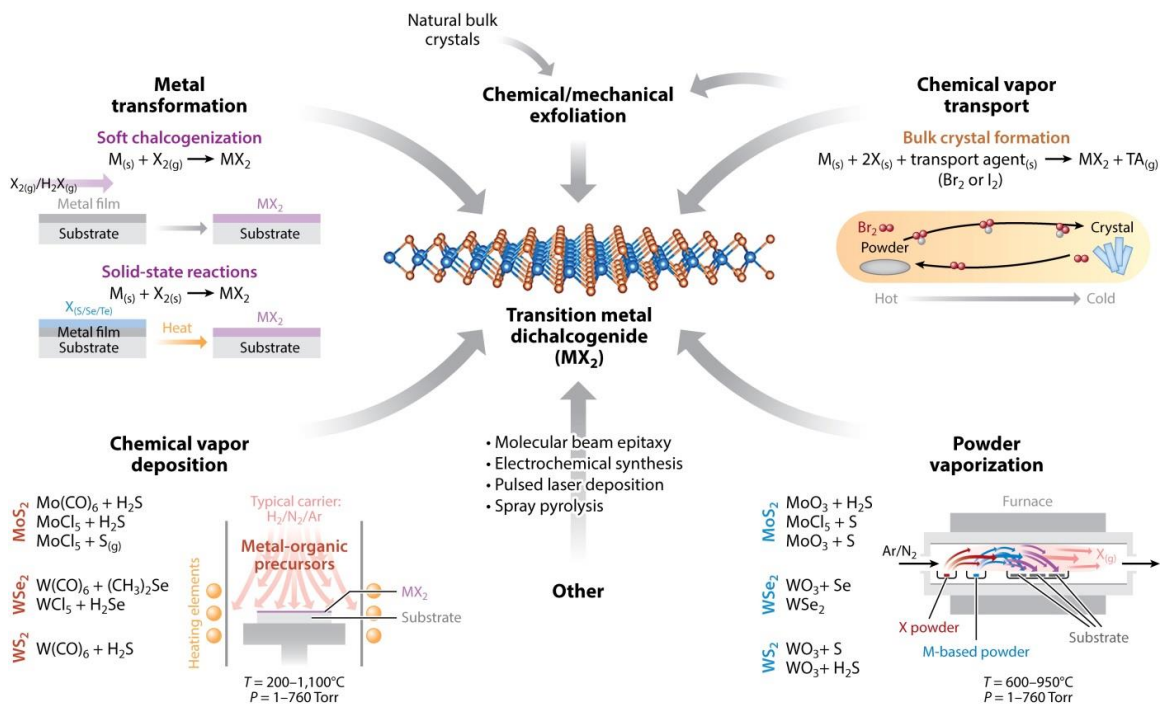 Natural bulk
crystals
Chemical/mechanical
exfoliation
Metal
transformation
Soft chalcogenization
M(s) + X2(g) → MX2
X2(g)/H2X(g)
Metal film
Substrate
MX2
Substrate
Solid-state reactions
M(s) + X2(s) → MX2
X(S/Se/Te)
Metal film
Substrate
Heat
MX2
Substrate
Chemical vapor
transport
Bulk crystal formation
M(s) + 2X(s) + transport agent(s) → MX2 + TA(g)
(Br2 or I2)
Br2
Powder
Crystal
Hot
Cold
Transition metal
dichalcogenide
(MX2)
Chemical vapor
deposition
MoS2
Mo(CO)6 + H2S
MoCl5 + H2S
MoCl5 + S(g)
WSe2
W(CO)6 + (CH3)2Se
WCl5 + H2Se
WS2
W(CO)6 + H2S
Heating elements
Typical carrier:
H2/N2/Ar
Metal-organic
precursors
MX2
Substrate
T = 200–1,100°C
P = 1–760 Torr
• Molecular beam epitaxy
• Electrochemical synthesis
• Pulsed laser deposition
• Spray pyrolysis
Other
Powder
vaporization
MoS2
MoO3 + H2S
MoCl5 + S
MoO3 + S
WSe2
WO3+ Se
WSe2
WS2
WO3+ S
WO3+ H2S
Furnace
Ar/N2
X(g)
X powder
M-based powder
Substrate
T = 600–950°C
P = 1–760 Torr